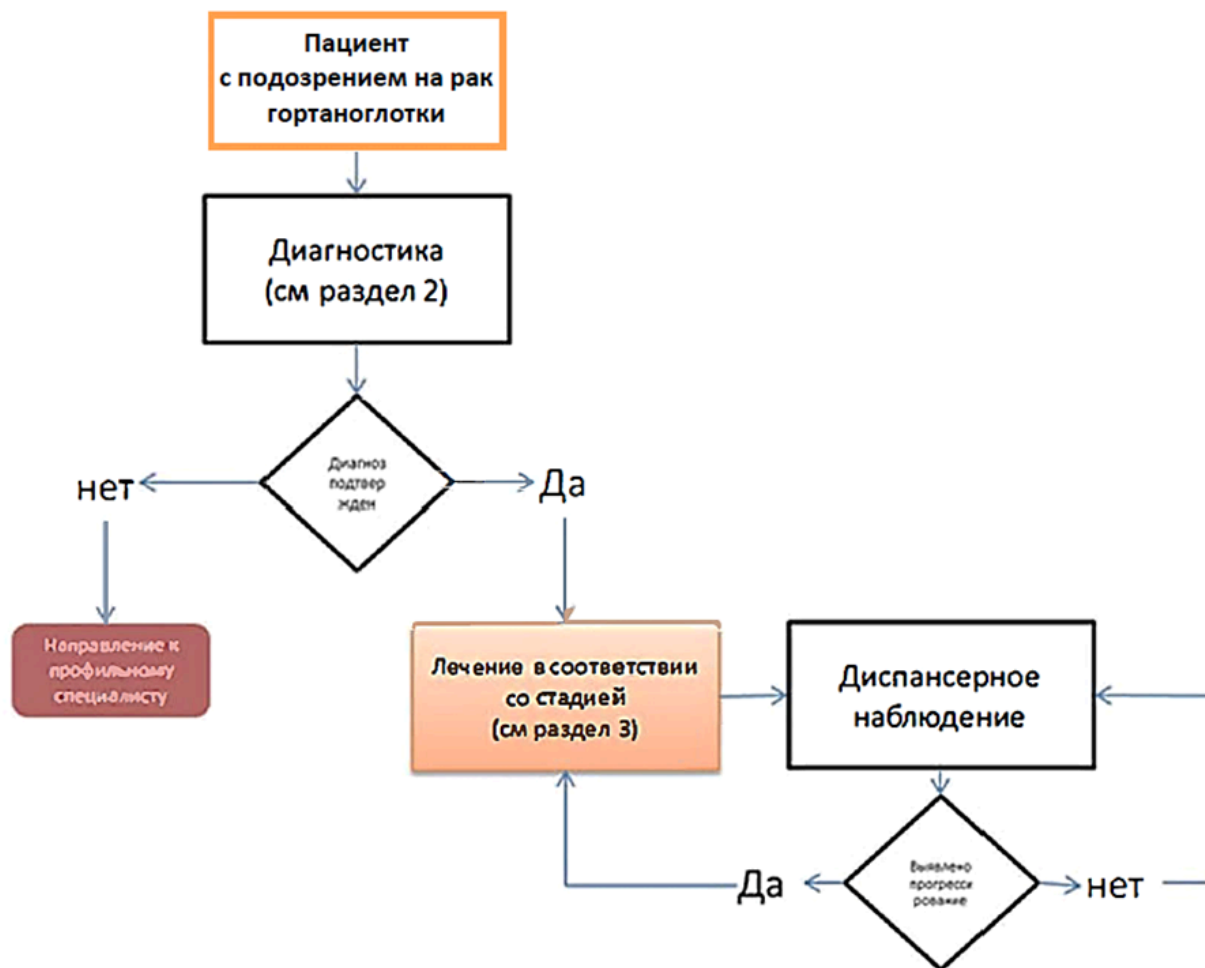 Пациент
с подозрением на рак
гортаноглотки
Диагностика
(см раздел 2)
Диагноз
подтвер
жден
нет
Да
Направление к
профильному
специалисту
Лечение в соответствии
со стадией
(см раздел 3)
Диспансерное
наблюдение
Выявлено
прогресси
рование
Да
нет